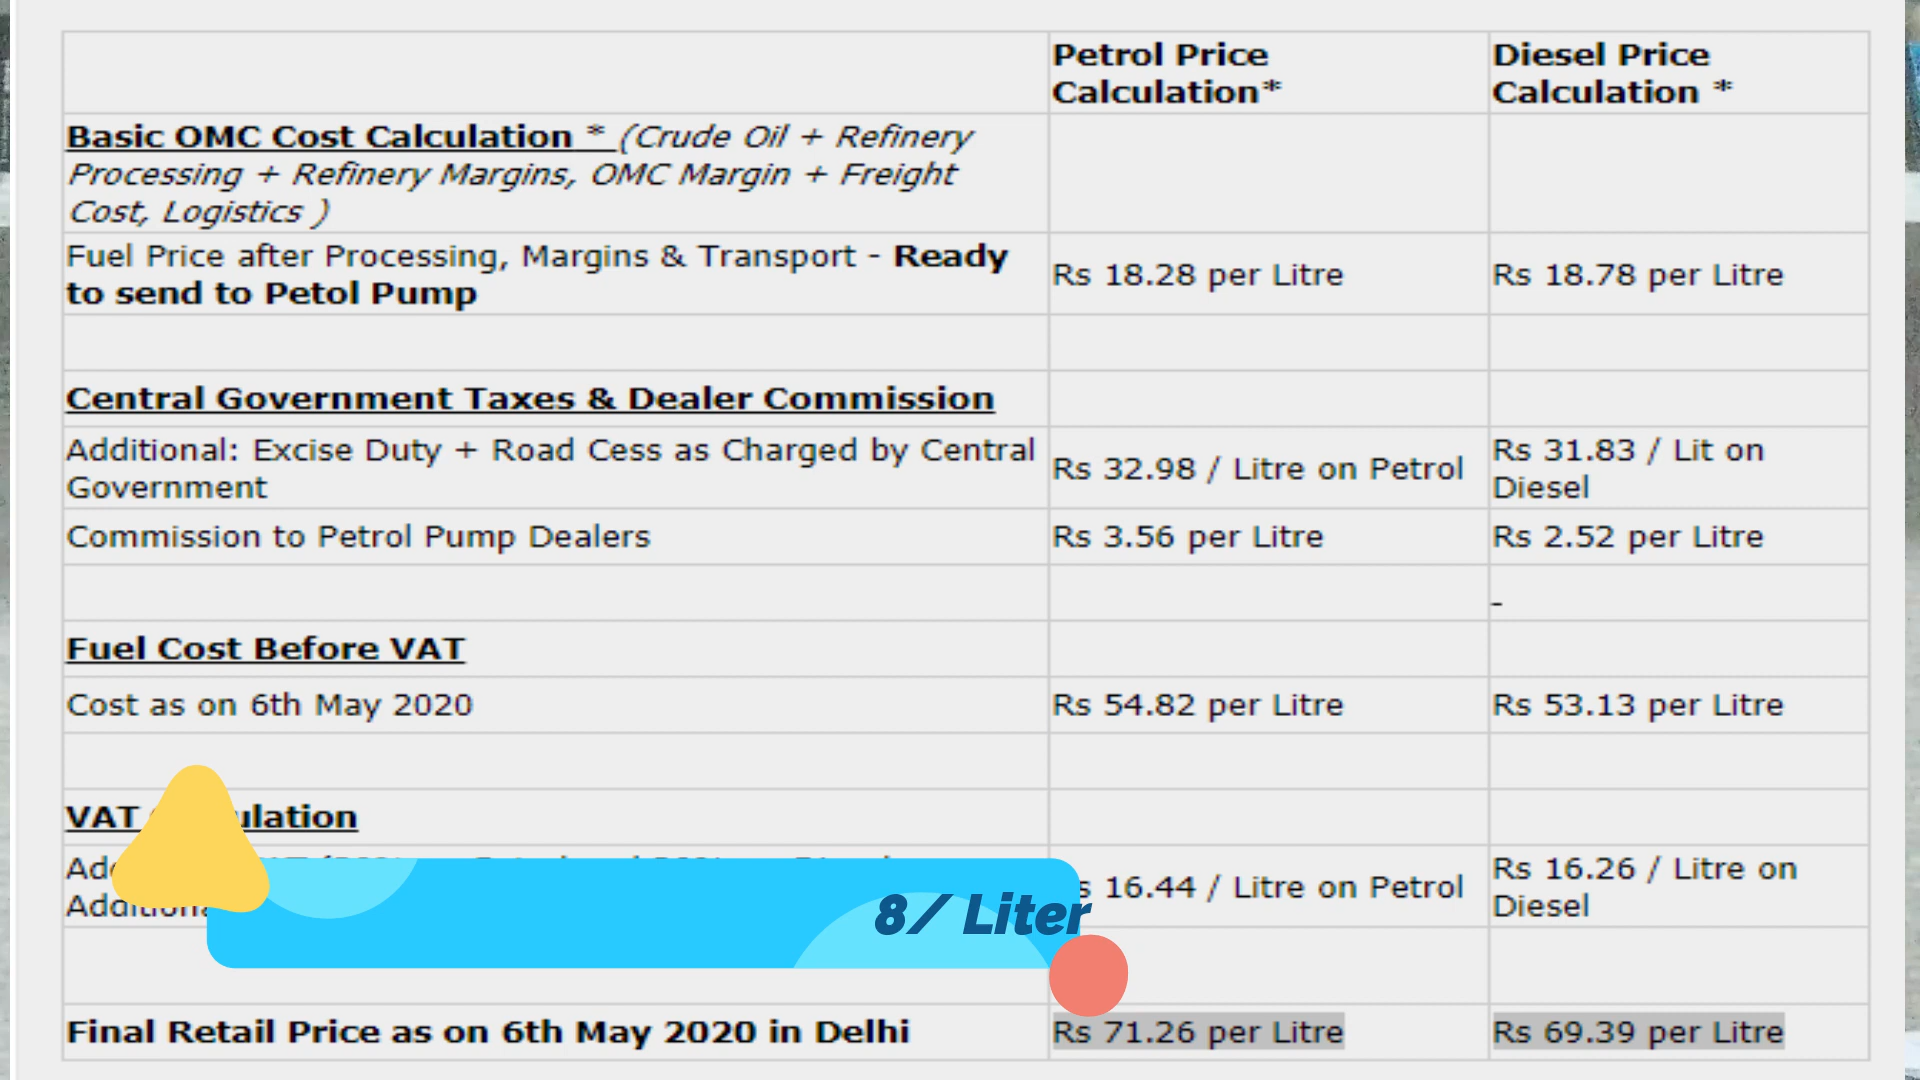 Petrol Price
Calculation*
Diesel Price
Calculation *
Basic OMC Cost Calculation * (Crude Oil + Refinery
Processing + Refinery Margins, OMC Margin + Freight
Cost, Logistics )
Fuel Price after Processing, Margins & Transport - Ready
to send to Petol Pump
Rs 18.28 per Litre
Rs 18.78 per Litre
Central Government Taxes & Dealer Commission
Additional: Excise Duty + Road Cess as Charged by Central
Government
Rs 32.98 / Litre on Petrol
Rs 31.83 / Lit on
Diesel
Commission to Petrol Pump Dealers
Rs 3.56 per Litre
Rs 2.52 per Litre
-
Fuel Cost Before VAT
Cost as on 6th May 2020
Rs 54.82 per Litre
Rs 53.13 per Litre
VAT
16.44 / Litre on Petrol
Rs 16.26 / Litre on
Diesel
8/ Liter
Final Retail Price as on 6th May 2020 in Delhi
Rs 71.26 per Litre
Rs 69.39 per Litre